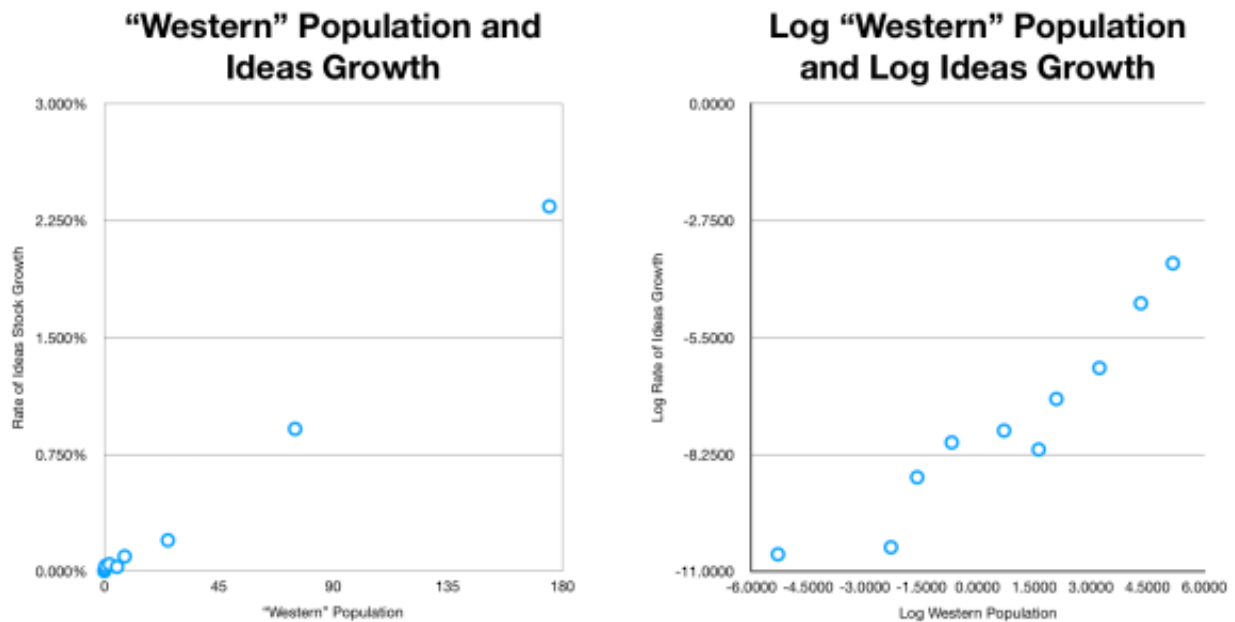 “Western” Population and
Ideas Growth
3.000%
2.250%
1.500%
0.750%
0.000%
0 45 90 135 180
Rate of Ideas Stock Growth
“Western” Population
Log “Western” Population
and Log Ideas Growth
0.0000
-2.7500
-5.5000
-8.2500
-11.0000
-6.0000 -4.5000 -3.0000 -1.5000 0.0000 1.5000 3.0000 4.5000 6.0000
Log Rate of Ideas Growth
Log Western Population